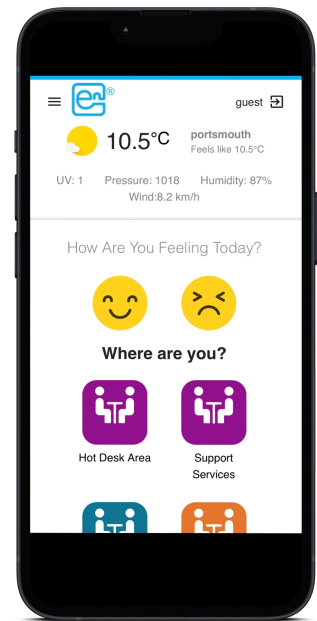 en®
guest
10.5°C
portsmouth
Feels like 10.5°C
UV: 1 Pressure: 1018 Humidity: 87%
Wind:8.2 km/h
How Are You Feeling Today?
Where are you?
Hot Desk Area
Support
Services